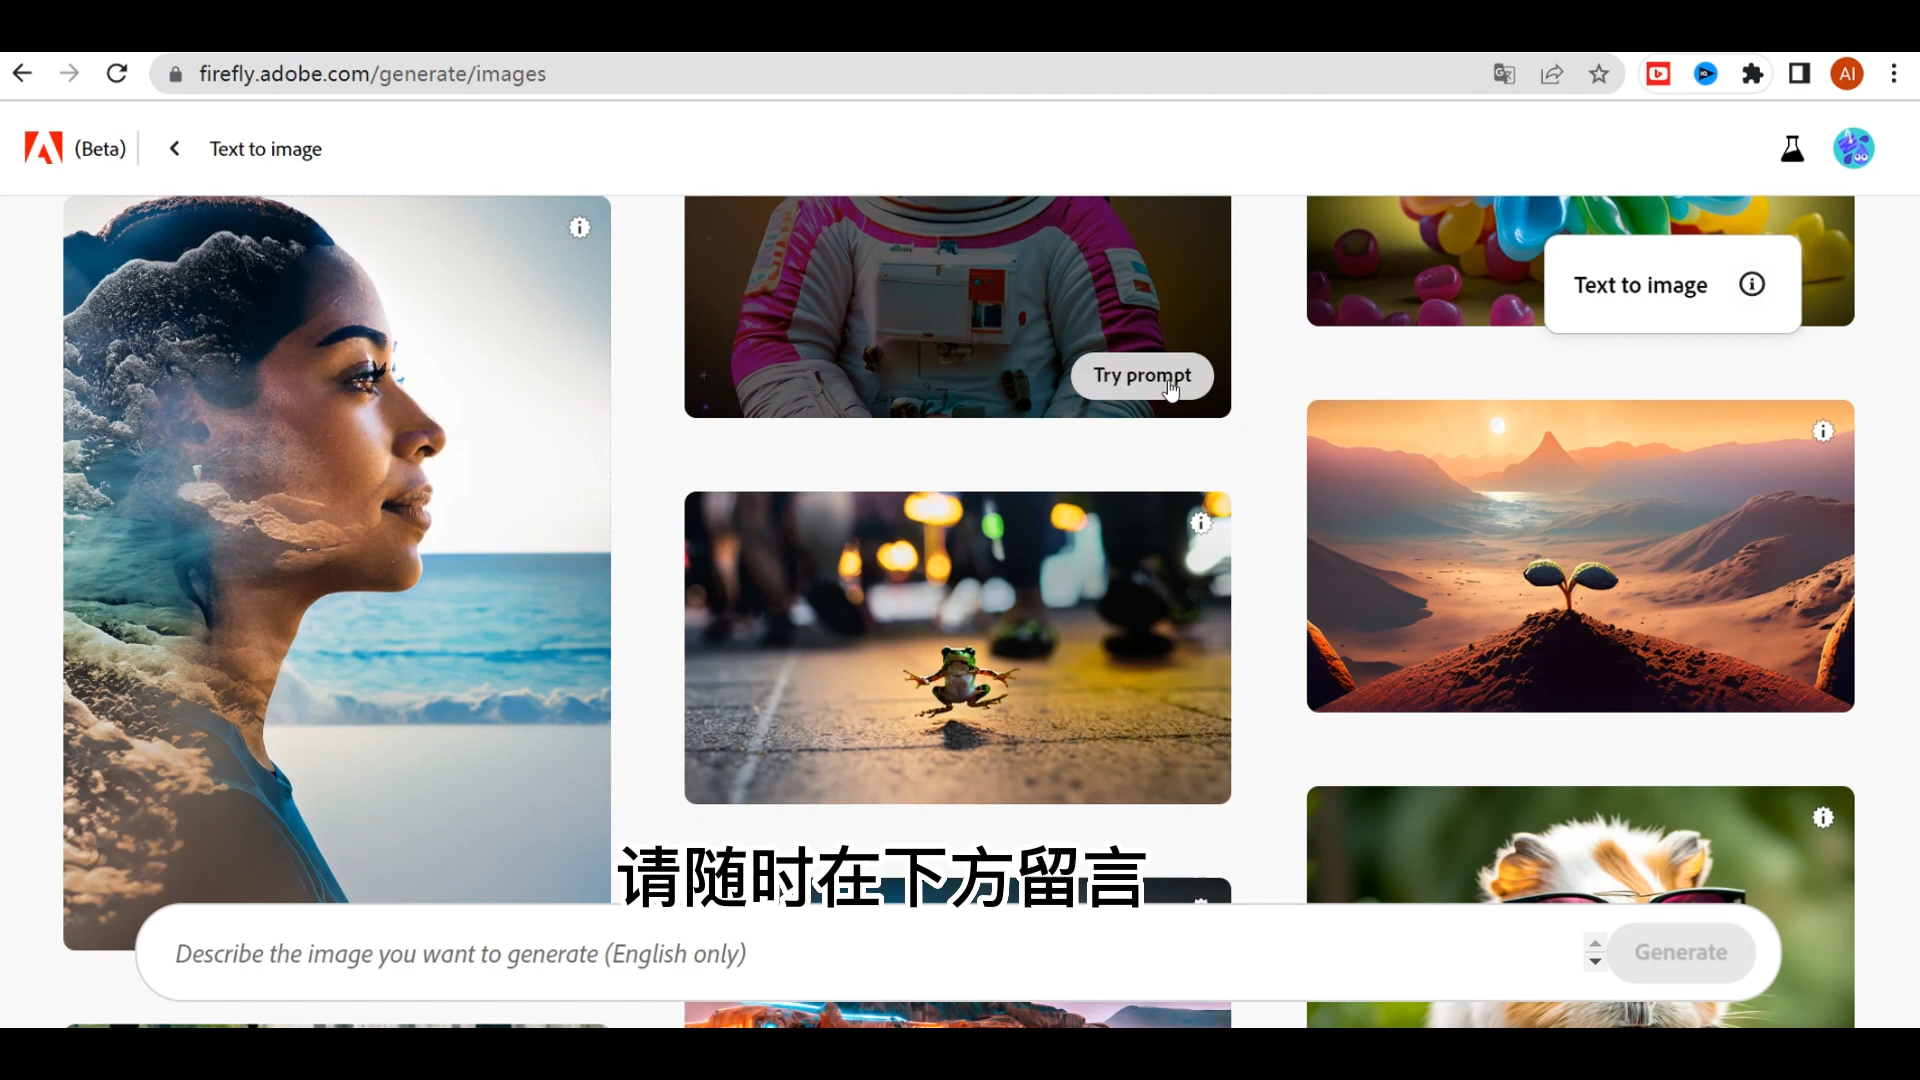 firefly.adobe.com/generate/images
AI
(Beta)
Text to image
Text to image
Try prompt
请随时在下方留言
Describe the image you want to generate (English only)
Generate